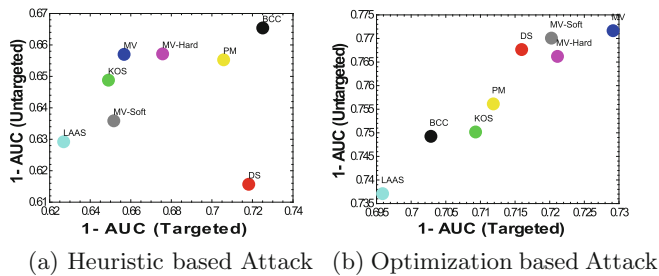 0.67
0.66
0.65
0.64
0.63
0.62
0.61
1- AUC (Untargeted)
BCC
MV
MV-Hard
PM
KOS
MV-Soft
LAAS
DS
0.62 0.64 0.66 0.68 0.7 0.72 0.74
1- AUC (Targeted)
(a) Heuristic based Attack
0.775
0.77
0.765
0.76
0.755
0.75
0.745
0.74
0.735
1- AUC (Untargeted)
MV
MV-Soft
DS
MV-Hard
PM
KOS
BCC
LAAS
0.695 0.7 0.705 0.71 0.715 0.72 0.725 0.73
1- AUC (Targeted)
(b) Optimization based Attack